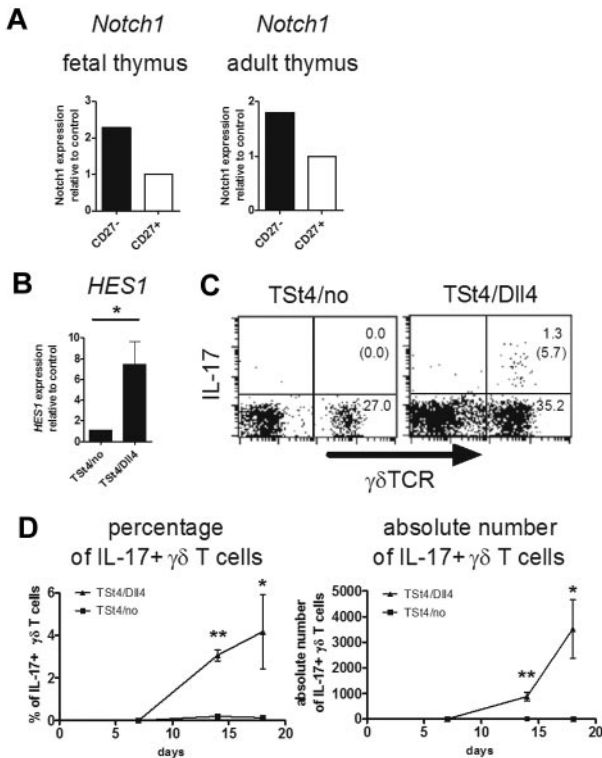 A
Notch1
fetal thymus
Notch1 expression
relative to control
3
2
1
0
CD27-
CD27+
Notch1
adult thymus
Notch1 expression
relative to control
2
1
0
CD27-
CD27+
B
HES1
*
HES1 expression
relative to control
10
8
6
4
2
0
TSt4/no
TSt4/Dll4
C
TSt4/no
TSt4/Dll4
IL-17
0.0
(0.0)
27.0
1.3
(5.7)
35.2
γδTCR
D
percentage
of IL-17+ γδ T cells
% of IL-17+ γδ T cells
6
4
2
0
TSt4/Dll4
TSt4/no
**
*
0
5
10
15
20
days
absolute number
of IL-17+ γδ T cells
absolute number
of IL-17+ γδ T cells
5000
4000
3000
2000
1000
0
TSt4/Dll4
TSt4/no
**
*
0
5
10
15
20
days